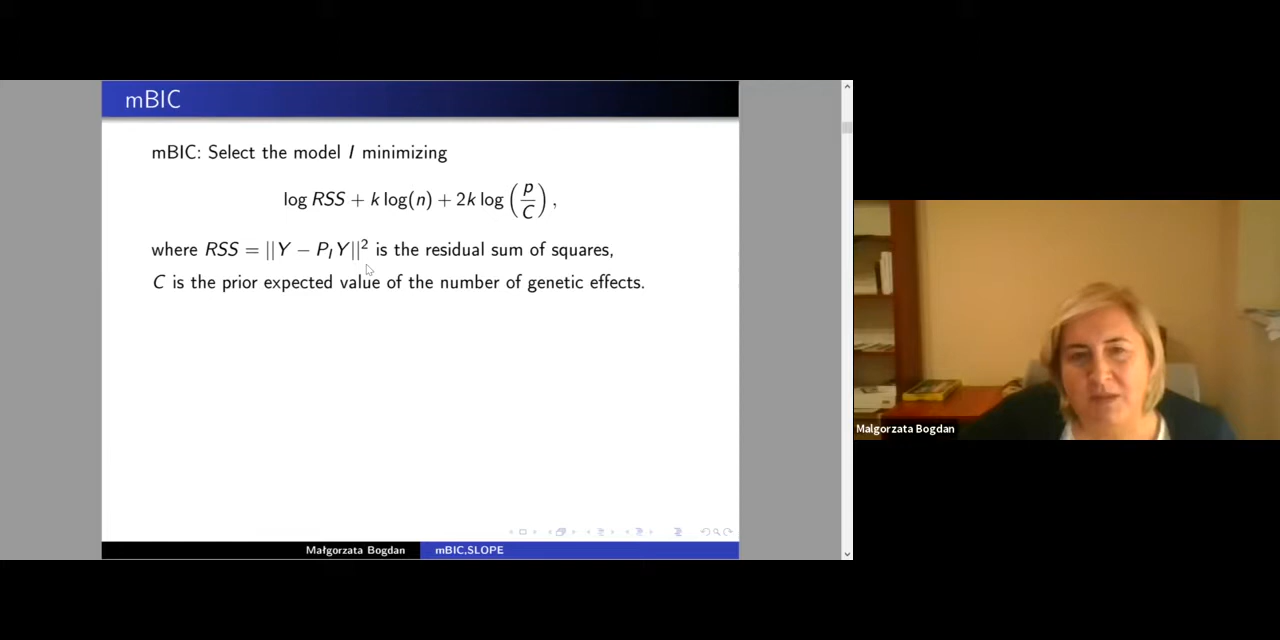 mBIC
mBIC: Select the model I minimizing
log RSS + k log(n) + 2k log (p/C) ,
where RSS = ||Y − P_I Y||² is the residual sum of squares,
C is the prior expected value of the number of genetic effects.
Małgorzata Bogdan mBIC,SLOPE
Malgorzata Bogdan